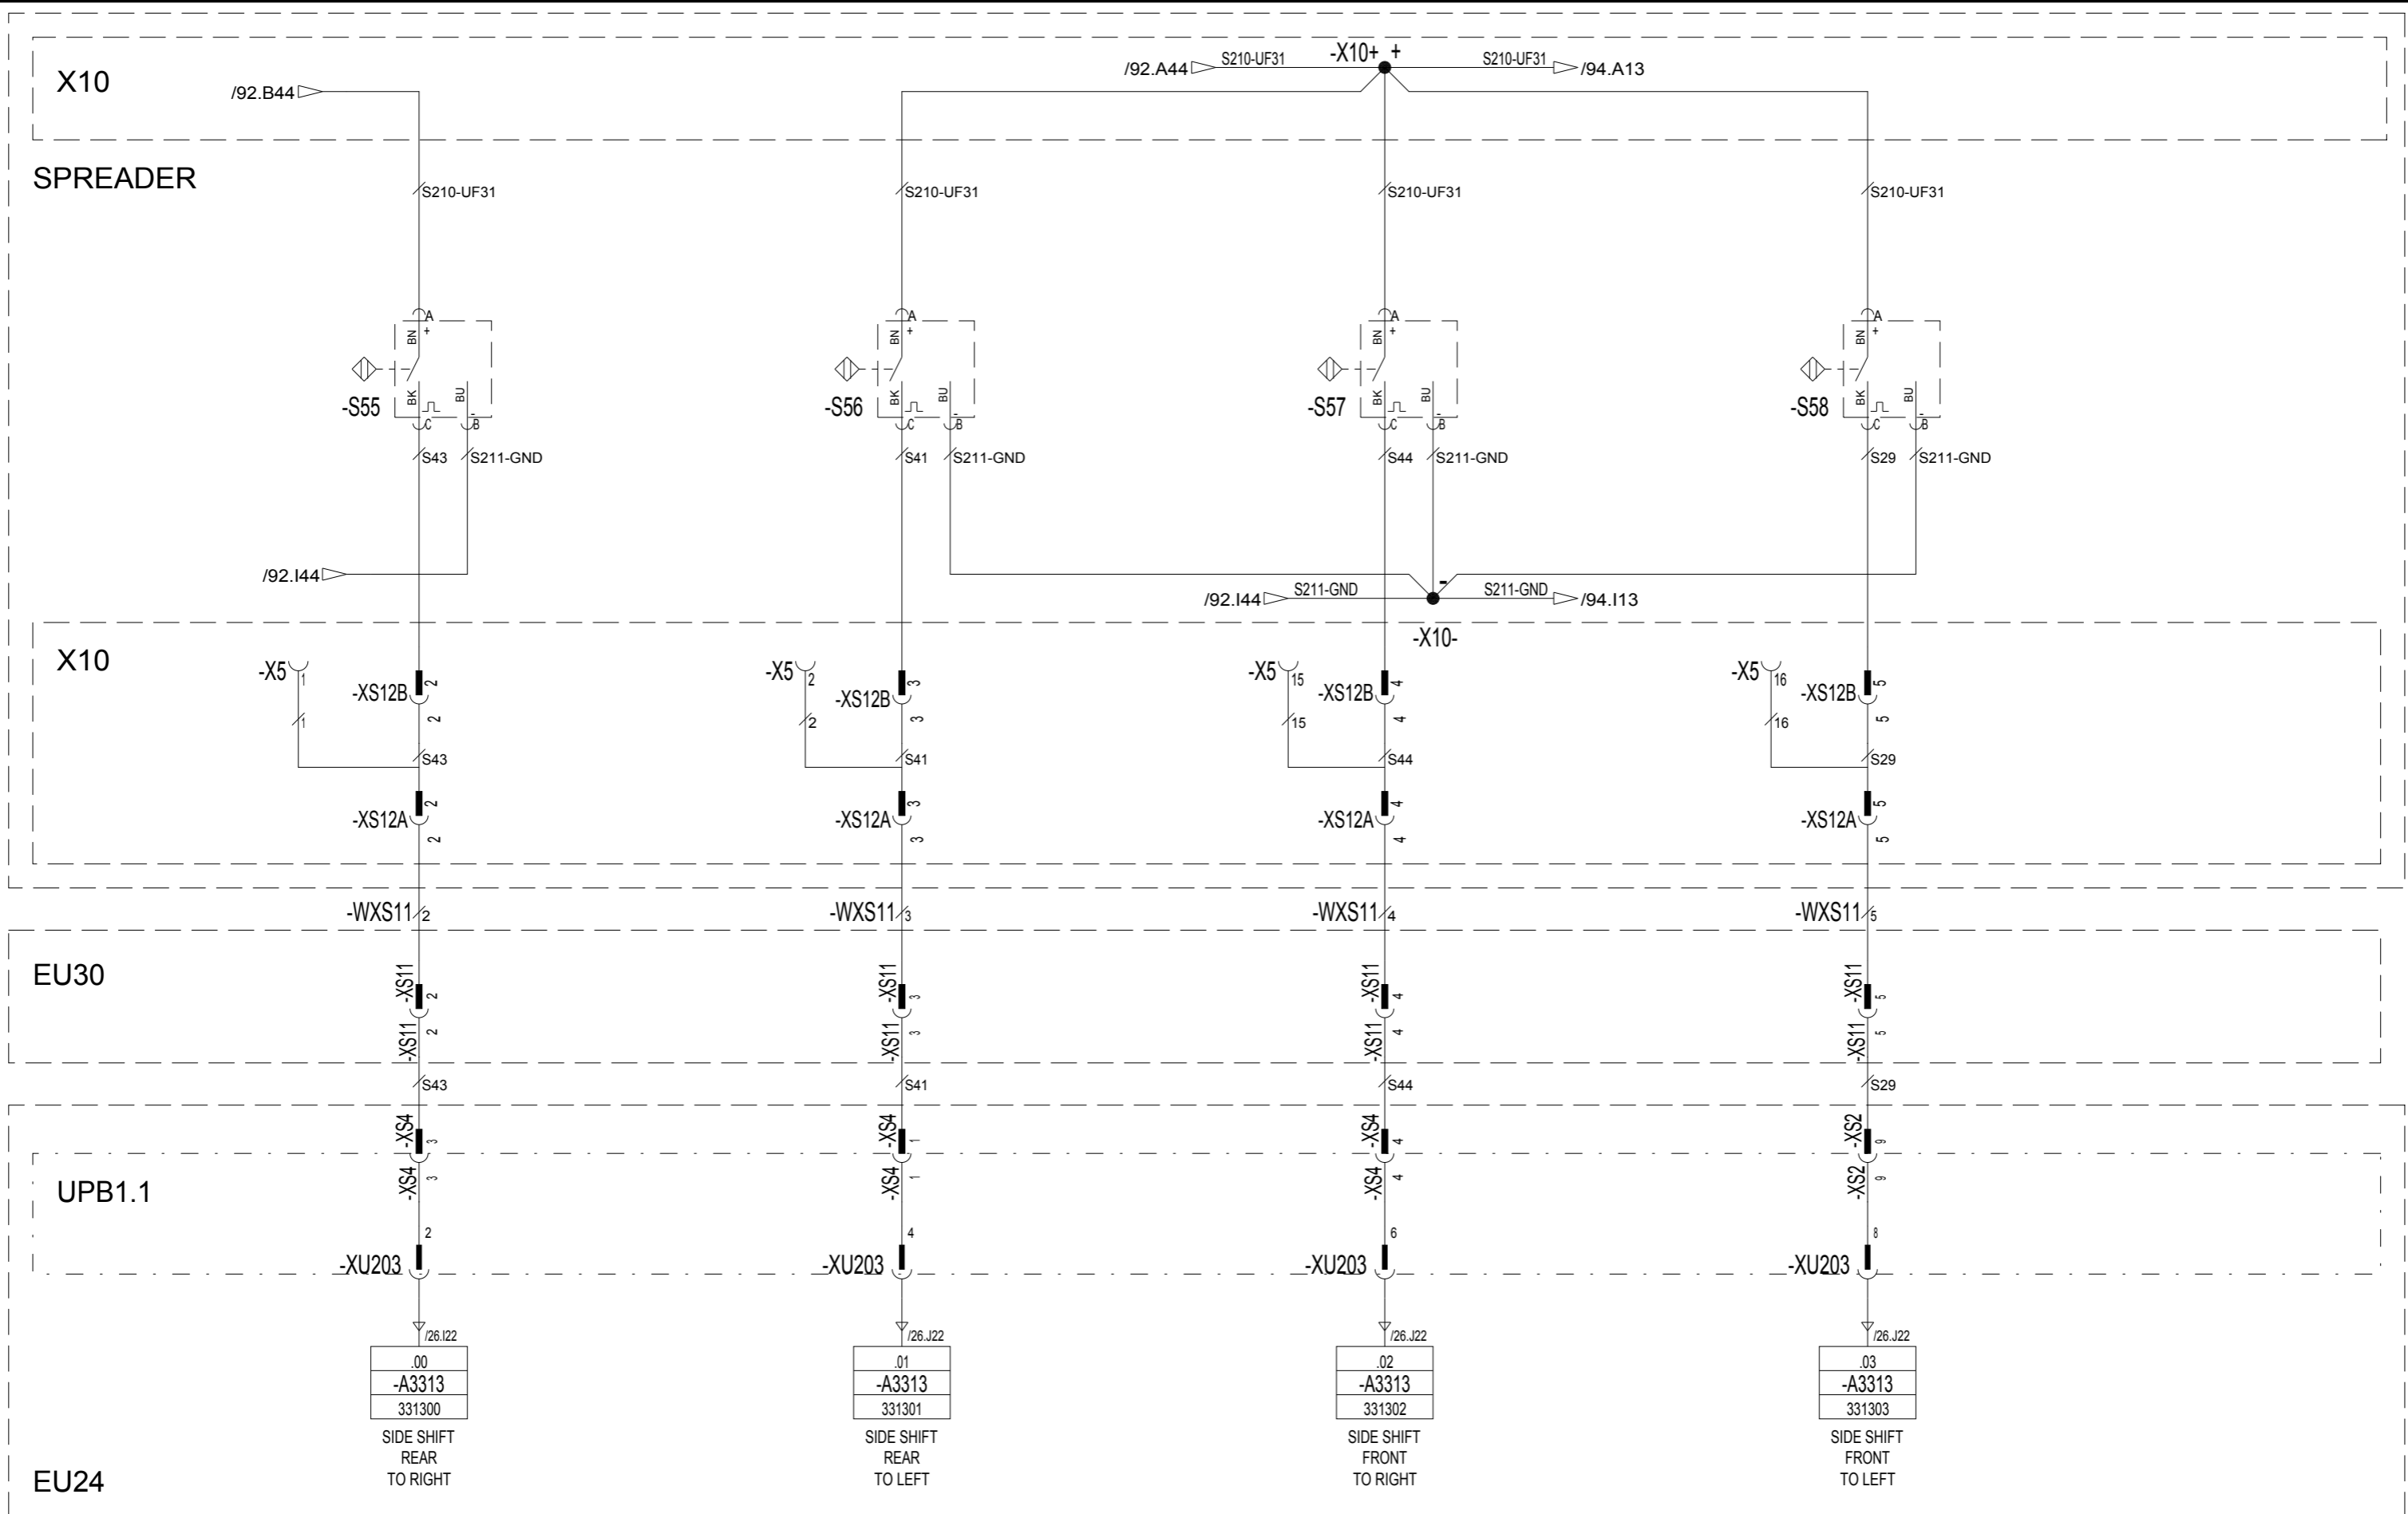 X10
/92.B44
/92.A44 S210-UF31 -X10+ + S210-UF31 /94.A13
SPREADER
S210-UF31 S210-UF31 S210-UF31 S210-UF31
A A A A
+ + + +
BN BN BN BN
BK BU BK BU BK BU BK BU
-S55 -S56 -S57 -S58
- - - -
C B C B C B C B
S43 S211-GND S41 S211-GND S44 S211-GND S29 S211-GND
/92.I44
-
/92.I44 S211-GND S211-GND /94.I13
-X10-
X10
-X5 1 -XS12B 2 -X5 2 -XS12B 3 -X5 15 -XS12B 4 -X5 16 -XS12B 5
1 2 2 3 15 4 16 5
S43 S41 S44 S29
-XS12A 2 -XS12A 3 -XS12A 4 -XS12A 5
2 3 4 5
-WXS11 2 -WXS11 3 -WXS11 4 -WXS11 5
EU30
-XS11 2 -XS11 3 -XS11 4 -XS11 5
-XS11 2 -XS11 3 -XS11 4 -XS11 5
S43 S41 S44 S29
-XS4 3 -XS4 1 -XS4 4 -XS2 9
UPB1.1
-XS4 3 -XS4 1 -XS4 4 -XS2 9
2 4 6 8
-XU203 -XU203 -XU203 -XU203
/26.I22 /26.J22 /26.J22 /26.J22
.00 .01 .02 .03
-A3313 -A3313 -A3313 -A3313
331300 331301 331302 331303
SIDE SHIFT SIDE SHIFT SIDE SHIFT SIDE SHIFT
REAR REAR FRONT FRONT
TO RIGHT TO LEFT TO RIGHT TO LEFT
EU24